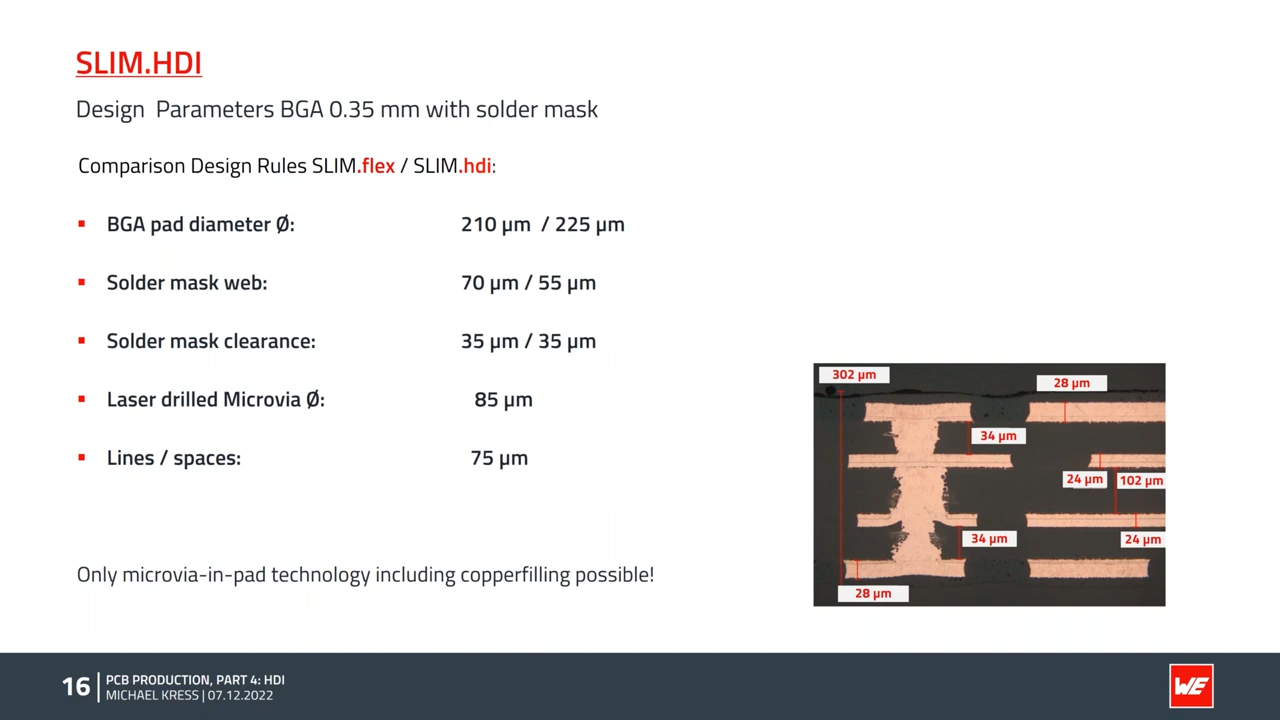 SLIM.HDI
Design Parameters BGA 0.35 mm with solder mask
Comparison Design Rules SLIM.flex / SLIM.hdi:
▪ BGA pad diameter Ø: 210 µm / 225 µm
▪ Solder mask web: 70 µm / 55 µm
▪ Solder mask clearance: 35 µm / 35 µm
▪ Laser drilled Microvia Ø: 85 µm
▪ Lines / spaces: 75 µm
Only microvia-in-pad technology including copperfilling possible!
302 µm
28 µm
34 µm
24 µm
102 µm
34 µm
24 µm
28 µm
16
PCB PRODUCTION, PART 4: HDI
MICHAEL KRESS | 07.12.2022
WE